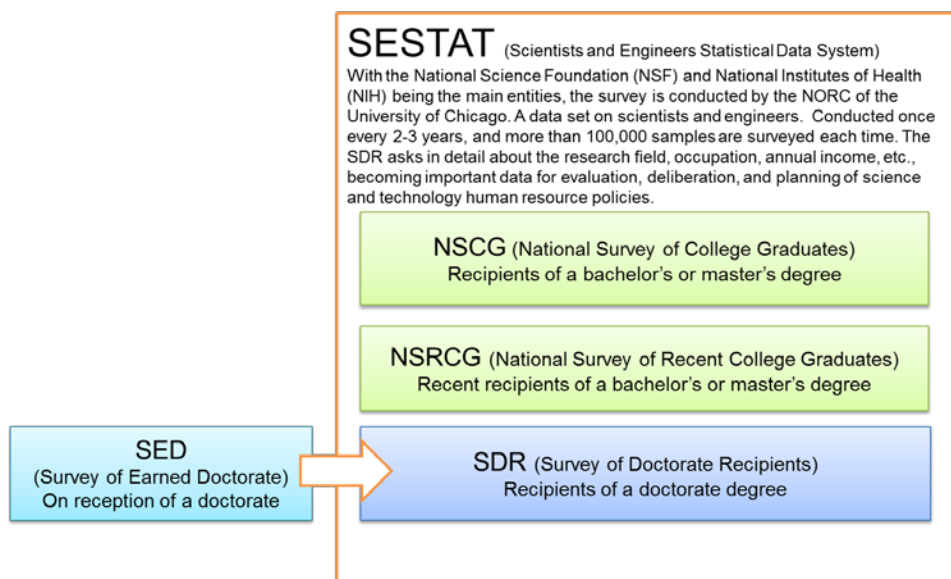 SESTAT (Scientists and Engineers Statistical Data System)
With the National Science Foundation (NSF) and National Institutes of Health
(NIH) being the main entities, the survey is conducted by the NORC of the
University of Chicago. A data set on scientists and engineers. Conducted once
every 2-3 years, and more than 100,000 samples are surveyed each time. The
SDR asks in detail about the research field, occupation, annual income, etc.,
becoming important data for evaluation, deliberation, and planning of science
and technology human resource policies.
NSCG (National Survey of College Graduates)
Recipients of a bachelor's or master's degree
NSRCG (National Survey of Recent College Graduates)
Recent recipients of a bachelor's or master's degree
SED
(Survey of Earned Doctorate)
On reception of a doctorate
SDR (Survey of Doctorate Recipients)
Recipients of a doctorate degree